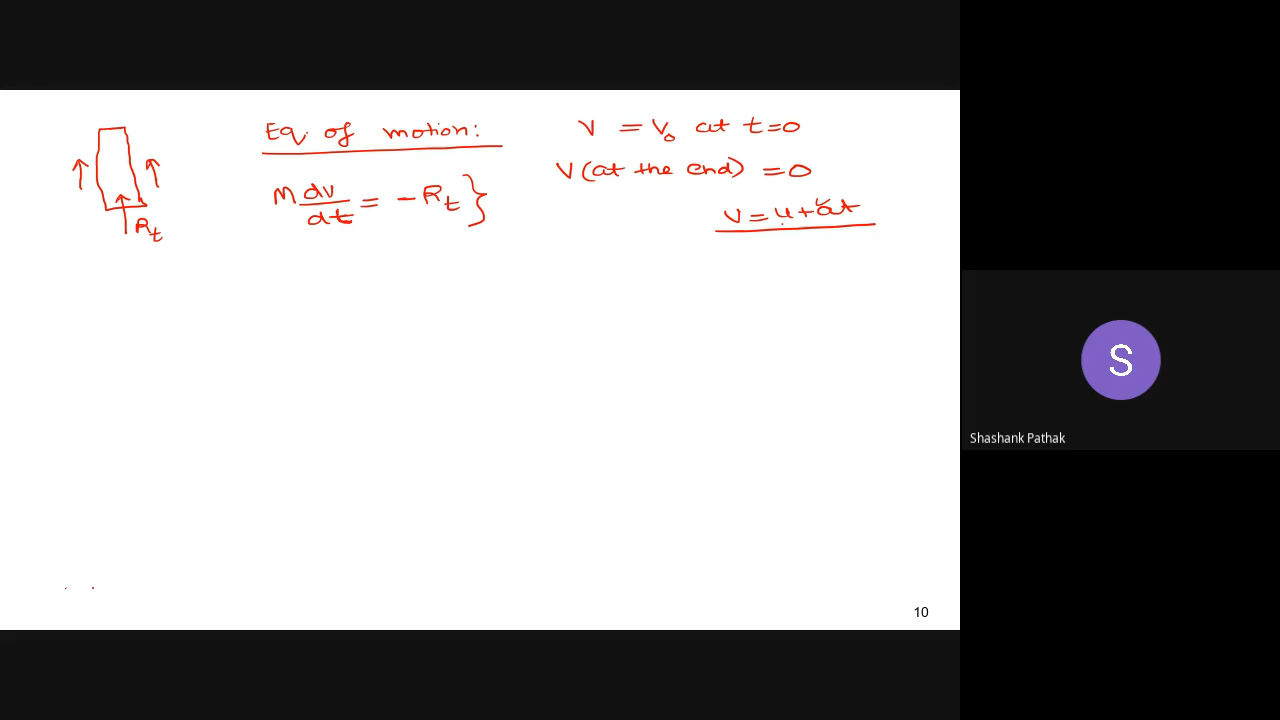 Eq. of motion:
M dv/dt = - Rt }
Rt
V = V₀ at t=0
V (at the end) = 0
V = u + at
10
S
Shashank Pathak